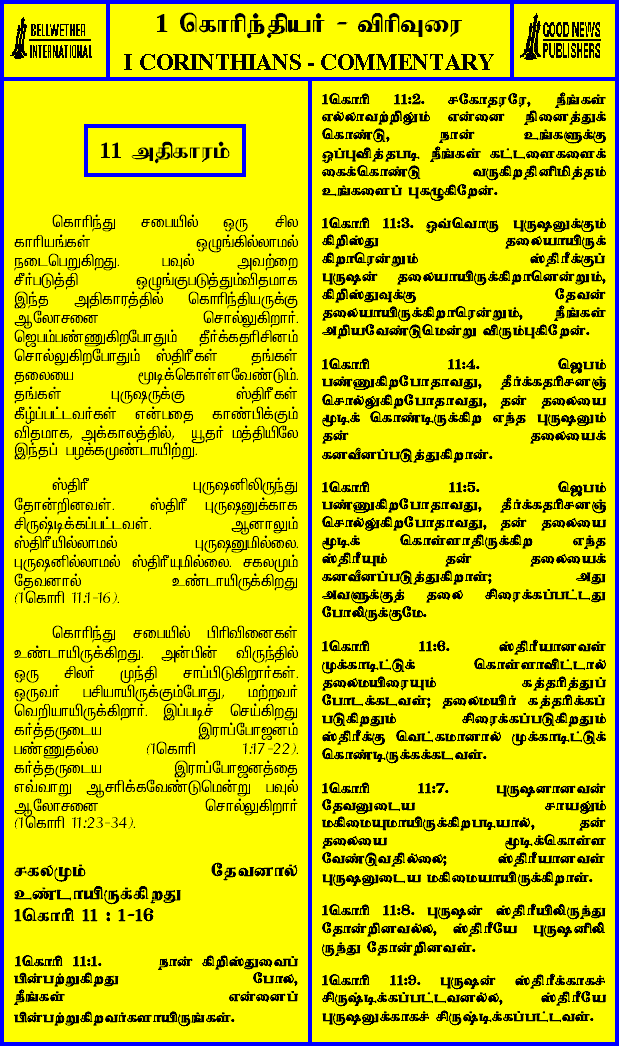 BELLWETHER
INTERNATIONAL
1 கொரிந்தியர் - விரிவுரை
I CORINTHIANS - COMMENTARY
GOOD NEWS
PUBLISHERS
11 அதிகாரம்
கொரிந்து சபையில் ஒரு சில
காரியங்கள் ஒழுங்கில்லாமல்
நடைபெறுகிறது. பவுல் அவற்றை
சீர்படுத்தி ஒழுங்குபடுத்தும்விதமாக
இந்த அதிகாரத்தில் கொரிந்தியருக்கு
ஆலோசனை சொல்லுகிறார்.
ஜெபம்பண்ணுகிறபோதும் தீர்க்கதரிசினம்
சொல்லுகிறபோதும் ஸ்திரீகள் தங்கள்
தலையை மூடிக்கொள்ளவேண்டும்.
தங்கள் புருஷருக்கு ஸ்திரீகள்
கீழ்ப்பட்டவர்கள் என்பதை காண்பிக்கும்
விதமாக, அக்காலத்தில், யூதர் மத்தியிலே
இந்தப் பழக்கமுண்டாயிற்று.
ஸ்திரீ புருஷனிலிருந்து
தோன்றினவள். ஸ்திரீ புருஷனுக்காக
சிருஷ்டிக்கப்பட்டவள். ஆனாலும்
ஸ்திரீயில்லாமல் புருஷனுமில்லை.
புருஷனில்லாமல் ஸ்திரீயுமில்லை. சகலமும்
தேவனால் உண்டாயிருக்கிறது
(1கொரி 11:1-16).
கொரிந்து சபையில் பிரிவினைகள்
உண்டாயிருக்கிறது. அன்பின் விருந்தில்
ஒரு சிலர் முந்தி சாப்பிடுகிறார்கள்.
ஒருவர் பசியாயிருக்கும்போது, மற்றவர்
வெறியாயிருக்கிறார். இப்படிச் செய்கிறது
கர்த்தருடைய இராப்போஜனம்
பண்ணுதல்ல (1கொரி 1:17-22).
கர்த்தருடைய இராப்போஜனத்தை
எவ்வாறு ஆசரிக்கவேண்டுமென்று பவுல்
ஆலோசனை சொல்லுகிறார்
(1கொரி 11:23-34).
சகலமும் தேவனால்
உண்டாயிருக்கிறது
1கொரி 11 : 1-16
1கொரி 11:1. நான் கிறிஸ்துவைப்
பின்பற்றுகிறது போல,
நீங்கள் என்னைப்
பின்பற்றுகிறவர்களாயிருங்கள்.
1கொரி 11:2. சகோதரரே, நீங்கள்
எல்லாவற்றிலும் என்னை நினைத்துக்
கொண்டு, நான் உங்களுக்கு
ஒப்புவித்தபடி நீங்கள் கட்டளைகளைக்
கைக்கொண்டு வருகிறதினிமித்தம்
உங்களைப் புகழுகிறேன்.
1கொரி 11:3. ஒவ்வொரு புருஷனுக்கும்
கிறிஸ்து தலையாயிருக்
கிறாரென்றும் ஸ்திரீக்குப்
புருஷன் தலையாயிருக்கிறானென்றும்,
கிறிஸ்துவுக்கு தேவன்
தலையாயிருக்கிறாரென்றும், நீங்கள்
அறியவேண்டுமென்று விரும்புகிறேன்.
1கொரி 11:4. ஜெபம்
பண்ணுகிறபோதாவது, தீர்க்கதரிசனஞ்
சொல்லுகிறபோதாவது, தன் தலையை
மூடிக் கொண்டிருக்கிற எந்த புருஷனும்
தன் தலையைக்
கனவீனப்படுத்துகிறான்.
1கொரி 11:5. ஜெபம்
பண்ணுகிறபோதாவது, தீர்க்கதரிசனஞ்
சொல்லுகிறபோதாவது, தன் தலையை
மூடிக் கொள்ளாதிருக்கிற எந்த
ஸ்திரீயும் தன் தலையைக்
கனவீனப்படுத்துகிறாள்; அது
அவளுக்குத் தலை சிரைக்கப்பட்டது
போலிருக்குமே.
1கொரி 11:6. ஸ்திரீயானவள்
முக்காடிட்டுக் கொள்ளாவிட்டால்
தலைமயிரையும் கத்தரித்துப்
போடக்கடவள்; தலைமயிர் கத்தரிக்கப்
படுகிறதும் சிரைக்கப்படுகிறதும்
ஸ்திரீக்கு வெட்கமானால் முக்காடிட்டுக்
கொண்டிருக்கக்கடவள்.
1கொரி 11:7. புருஷனானவன்
தேவனுடைய சாயலும்
மகிமையுமாயிருக்கிறபடியால், தன்
தலையை மூடிக்கொள்ள
வேண்டுவதில்லை; ஸ்திரீயானவள்
புருஷனுடைய மகிமையாயிருக்கிறாள்.
1கொரி 11:8. புருஷன் ஸ்திரீயிலிருந்து
தோன்றினவல்ல, ஸ்திரீயே புருஷனிலி
ருந்து தோன்றினவள்.
1கொரி 11:9. புருஷன் ஸ்திரீக்காகச்
சிருஷ்டிக்கப்பட்டவனல்ல, ஸ்திரீயே
புருஷனுக்காகச் சிருஷ்டிக்கப்பட்டவள்.